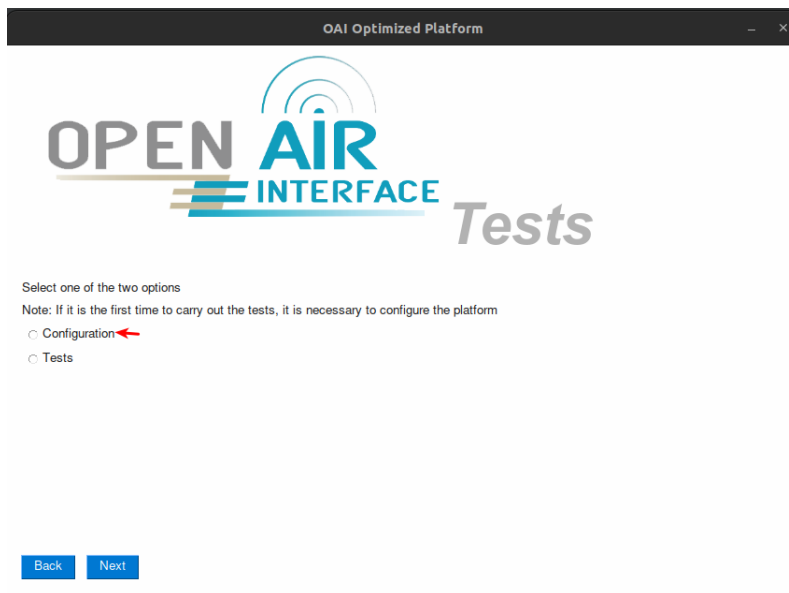 OAI Optimized Platform
OPEN AIR
INTERFACE
Tests
Select one of the two options
Note: If it is the first time to carry out the tests, it is necessary to configure the platform
Configuration
Tests
Back Next